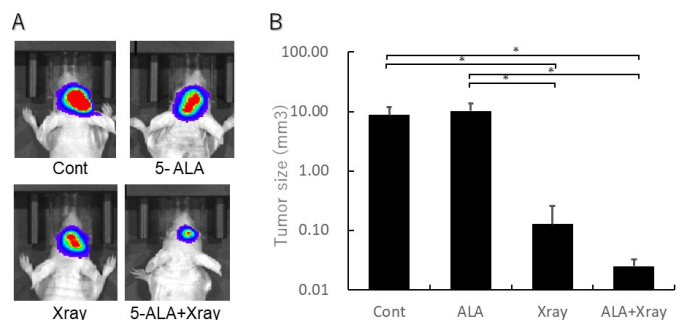 A
Cont
5- ALA
Xray
5-ALA+Xray
B
Tumor size (mm3)
100.00
10.00
1.00
0.10
0.01
*
*
*
*
Cont
ALA
Xray
ALA+Xray